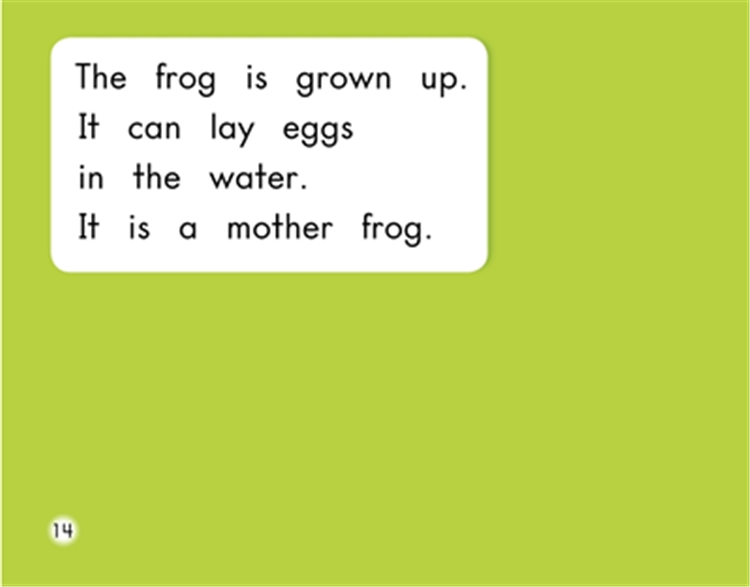 The frog is grown up.
It can lay eggs
in the water.
It is a mother frog.
14